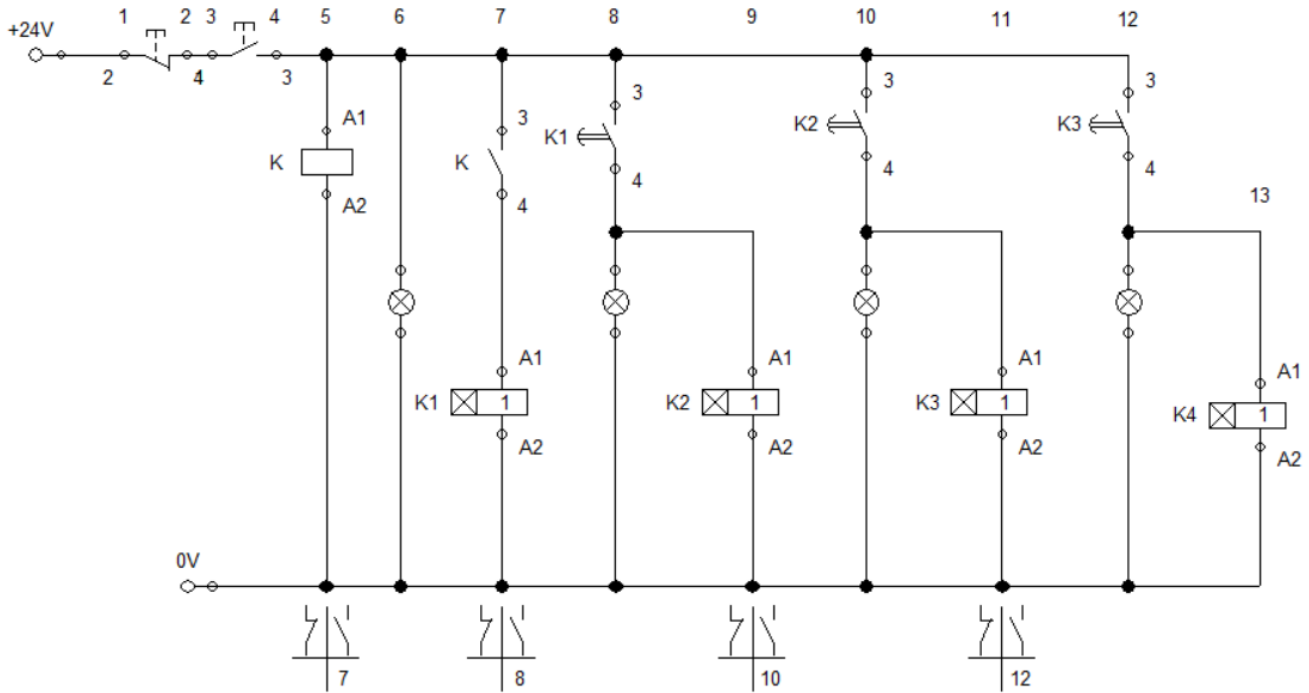 1 2 3 4 5 6 7 8 9 10 11 12
+24V
2 4 3
3 3 3
A1 3 K1 K2 K3
K K 4 4 4
A2 4 13
A1 A1 A1 A1
K1 1 K2 1 K3 1 K4 1
A2 A2 A2 A2
0V
7 8 10 12